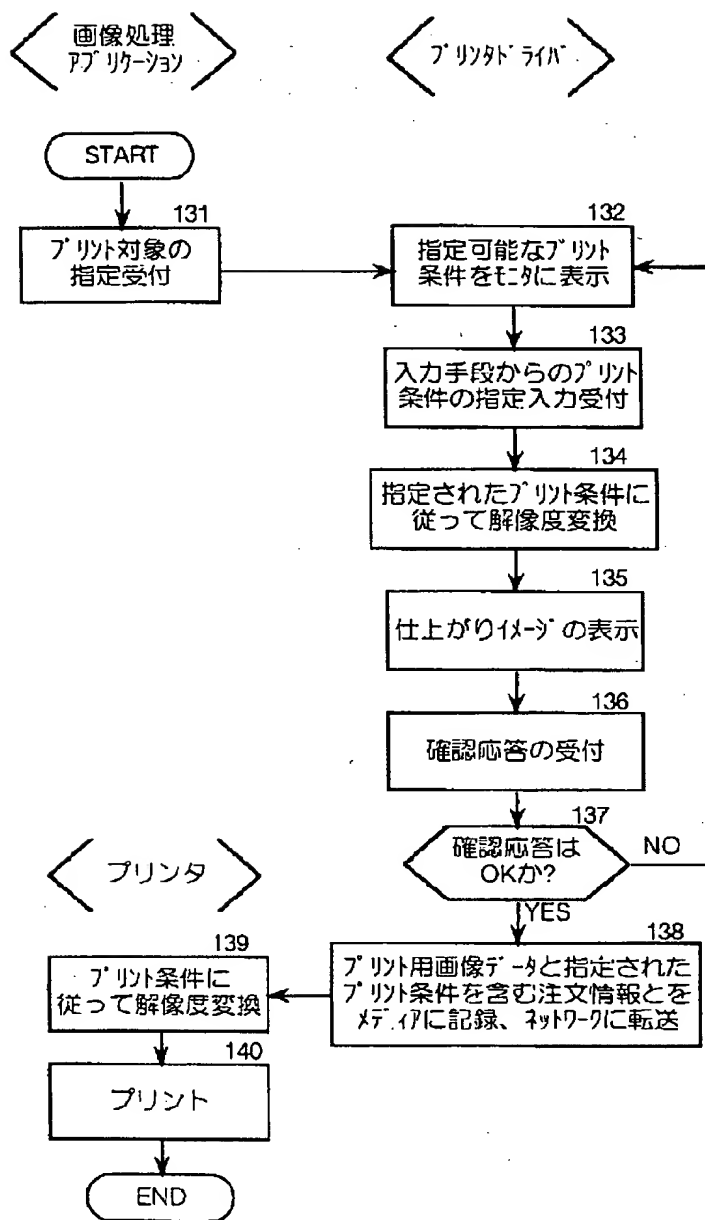 画像処理
アプリケーション
プリンタドライバ
START
131
プリント対象の
指定受付
132
指定可能なプリント
条件をモニタに表示
133
入力手段からのプリント
条件の指定入力受付
134
指定されたプリント条件に
従って解像度変換
135
仕上がりイメージの表示
136
確認応答の受付
137
確認応答は
OKか?
NO
YES
プリンタ
138
プリント用画像データと指定された
プリント条件を含む注文情報とを
メディアに記録、ネットワークに転送
139
プリント条件に
従って解像度変換
140
プリント
END